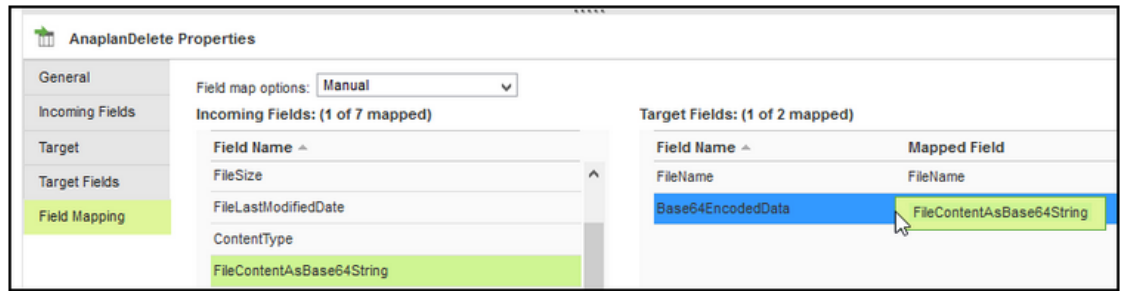 AnaplanDelete Properties
General
Incoming Fields
Target
Target Fields
Field Mapping
Field map options: Manual
Incoming Fields: (1 of 7 mapped)
Field Name
FileSize
FileLastModifiedDate
ContentType
FileContentAsBase64String
Target Fields: (1 of 2 mapped)
Field Name Mapped Field
FileName FileName
Base64EncodedData FileContentAsBase64String